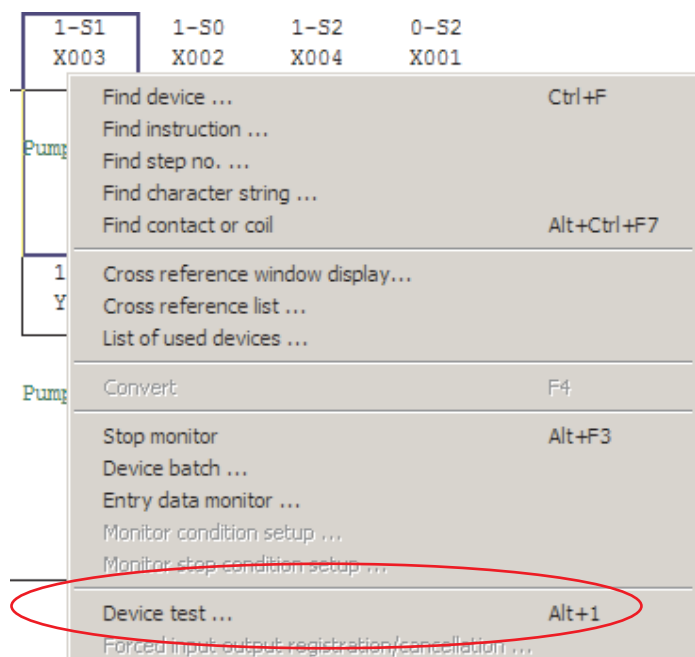 1-S1 1-S0 1-S2 0-S2
X003 X002 X004 X001
Find device ... Ctrl+F
Find instruction ...
Pump
Find step no. ...
Find character string ...
Find contact or coil Alt+Ctrl+F7
1 Cross reference window display...
Y Cross reference list ...
List of used devices ...
Pump Convert F4
Stop monitor Alt+F3
Device batch ...
Entry data monitor ...
Monitor condition setup ...
Monitor stop condition setup ...
Device test ... Alt+1
Forced input output registration/cancellation ...